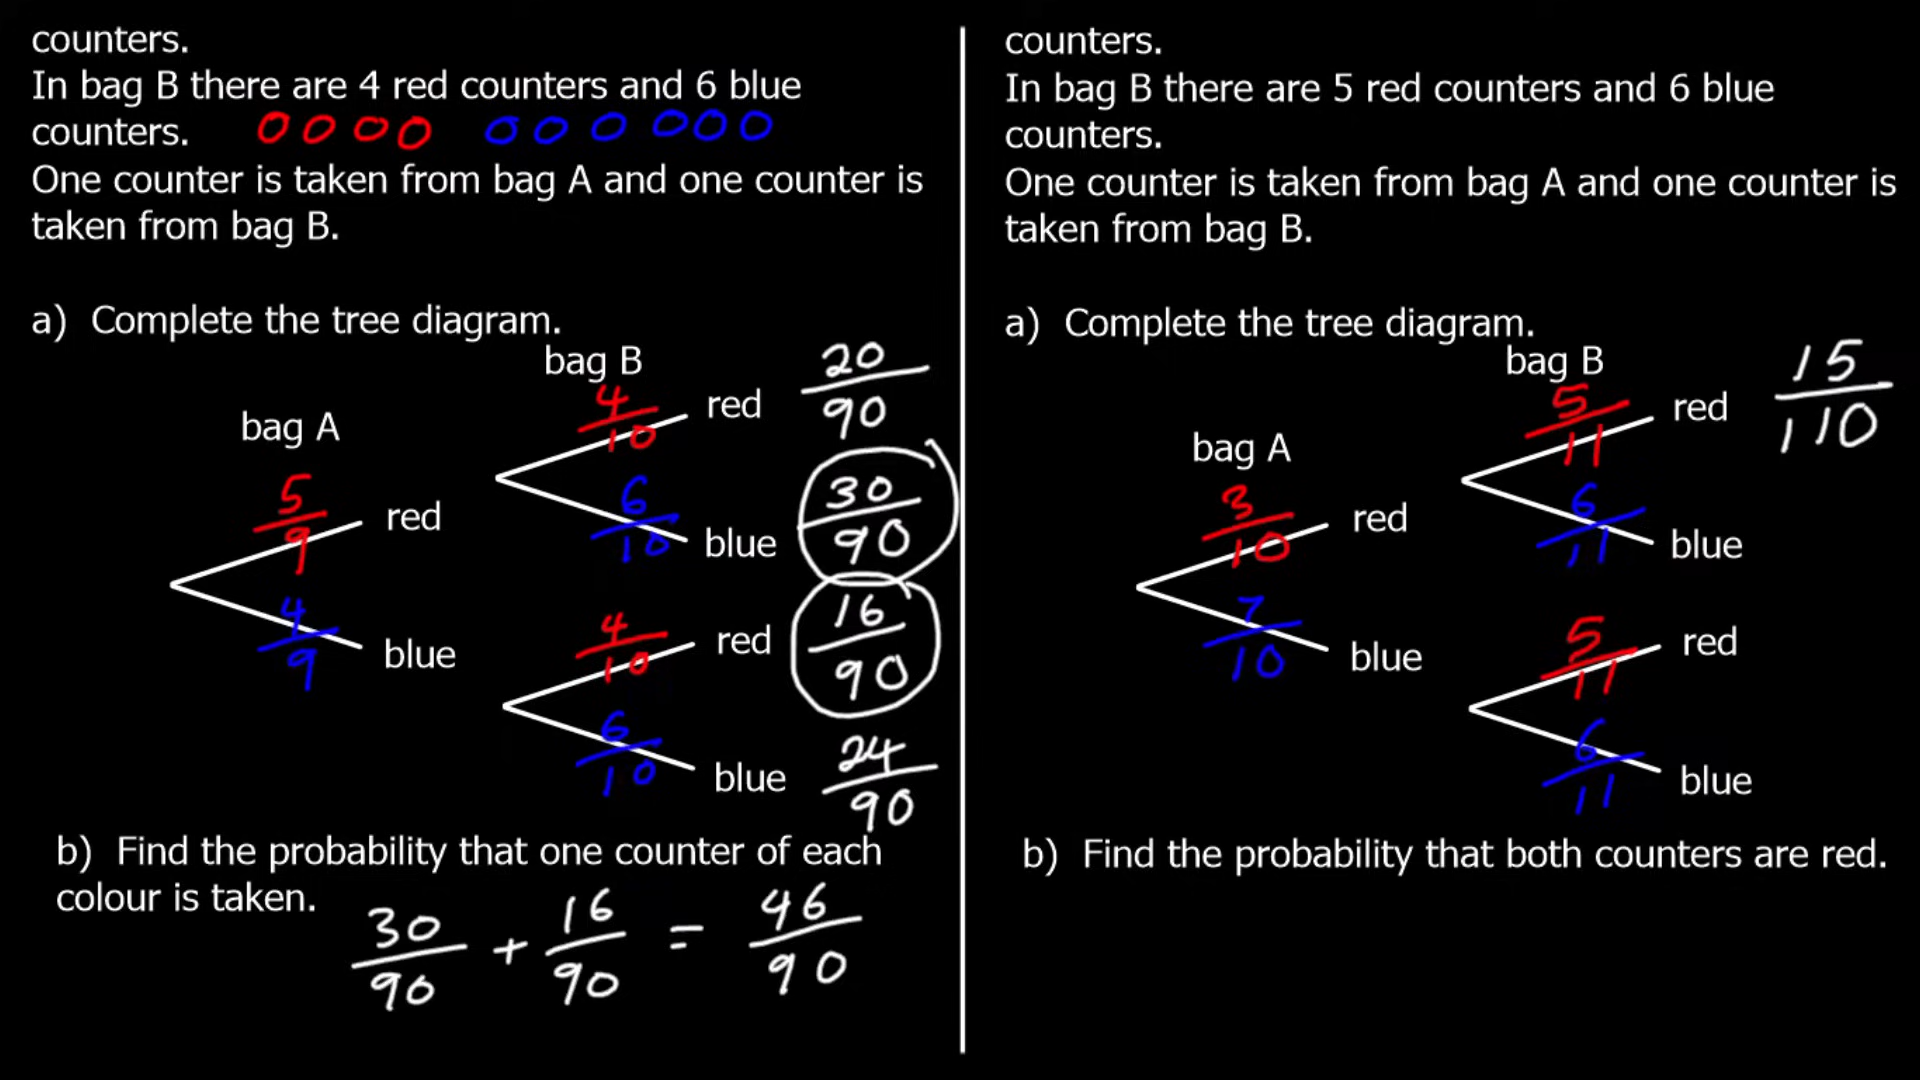 counters.
In bag B there are 4 red counters and 6 blue
counters.
One counter is taken from bag A and one counter is
taken from bag B.
a) Complete the tree diagram.
bag B
bag A
4/10 red 20/90
6/10 blue 30/90
5/9 red
4/9 blue
4/10 red 16/90
6/10 blue 24/90
b) Find the probability that one counter of each
colour is taken.
30/90 + 16/90 = 46/90
counters.
In bag B there are 5 red counters and 6 blue
counters.
One counter is taken from bag A and one counter is
taken from bag B.
a) Complete the tree diagram.
bag B
bag A
5/11 red 15/110
6/11 blue
3/10 red
7/10 blue
5/11 red
6/11 blue
b) Find the probability that both counters are red.